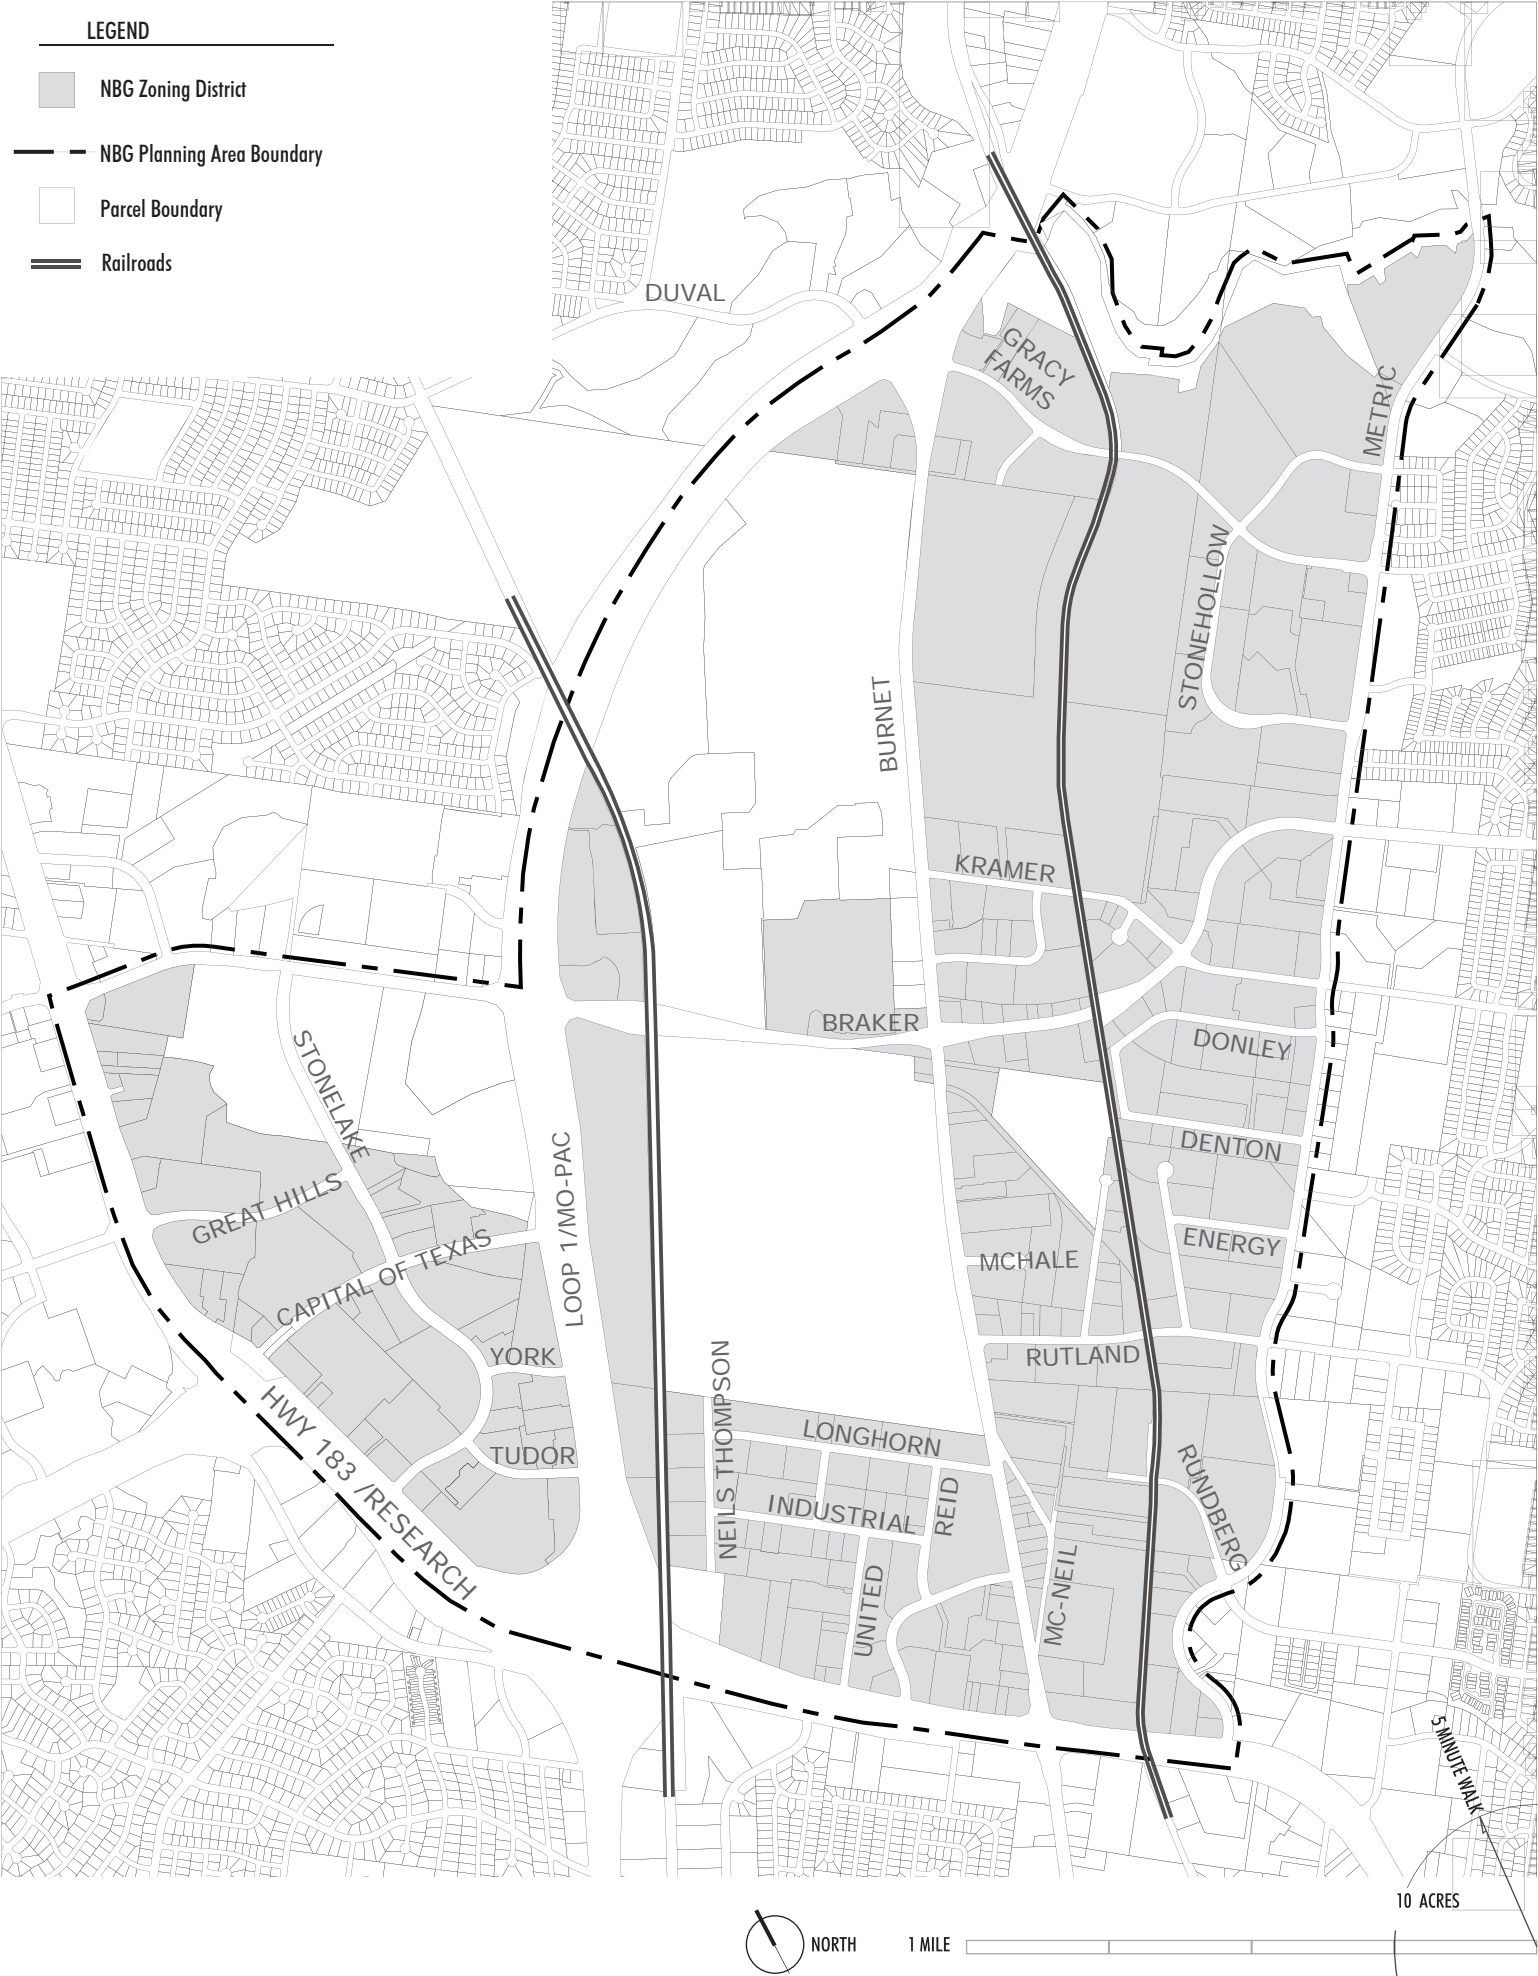 LEGEND
NBG Zoning District
NBG Planning Area Boundary
Parcel Boundary
Railroads
DUVAL
GRACY
FARMS
METRIC
STONEHOLLOW
BURNET
KRAMER
BRAKER
DONLEY
STONELAKE
DENTON
GREAT HILLS
LOOP 1/MO-PAC
CAPITAL OF TEXAS
ENERGY
MCHALE
YORK
RUTLAND
NEILS THOMPSON
HWY 183 /RESEARCH
LONGHORN
TUDOR
RUNDBERG
REID
INDUSTRIAL
UNITED
MC-NEIL
5 MINUTE WALK
10 ACRES
NORTH
1 MILE